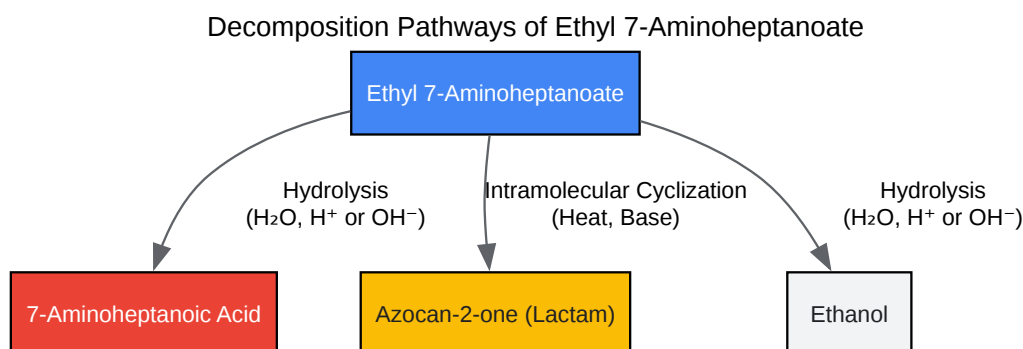 Decomposition Pathways of Ethyl 7-Aminoheptanoate
Ethyl 7-Aminoheptanoate
Hydrolysis
(H₂O, H⁺ or OH⁻)
Intramolecular Cyclization
(Heat, Base)
Hydrolysis
(H₂O, H⁺ or OH⁻)
7-Aminoheptanoic Acid
Azocan-2-one (Lactam)
Ethanol